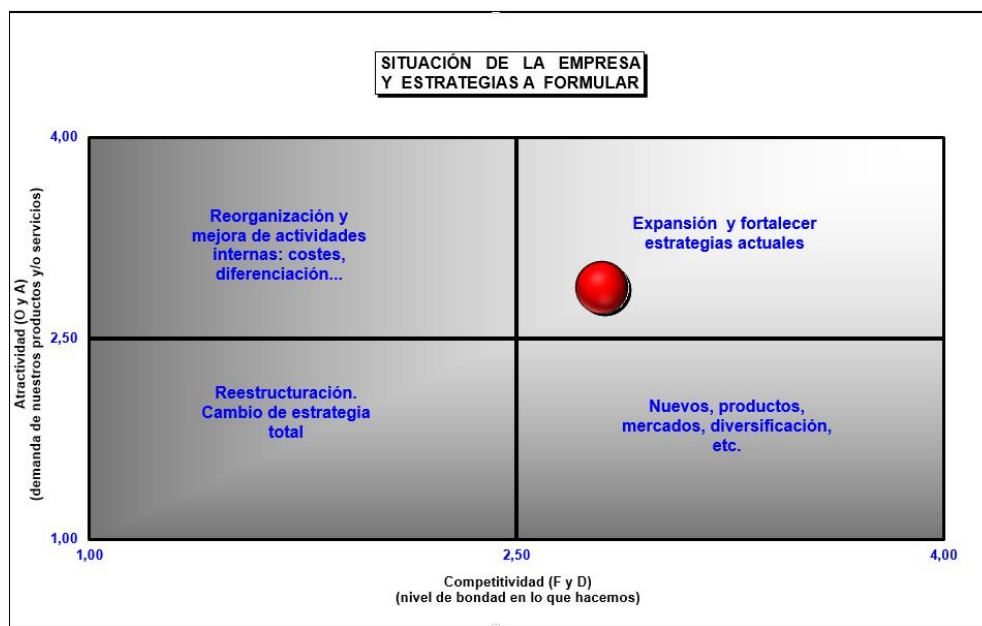 SITUACIÓN DE LA EMPRESA
Y ESTRATEGIAS A FORMULAR
4,00
Reorganización y
mejora de actividades
internas: costes,
diferenciación...
Expansión y fortalecer
estrategias actuales
Atractividad (O y A)
(demanda de nuestros productos y/o servicios)
2,50
Reestructuración.
Cambio de estrategia
total
Nuevos, productos,
mercados, diversificación,
etc.
1,00
1,00
2,50
4,00
Competitividad (F y D)
(nivel de bondad en lo que hacemos)